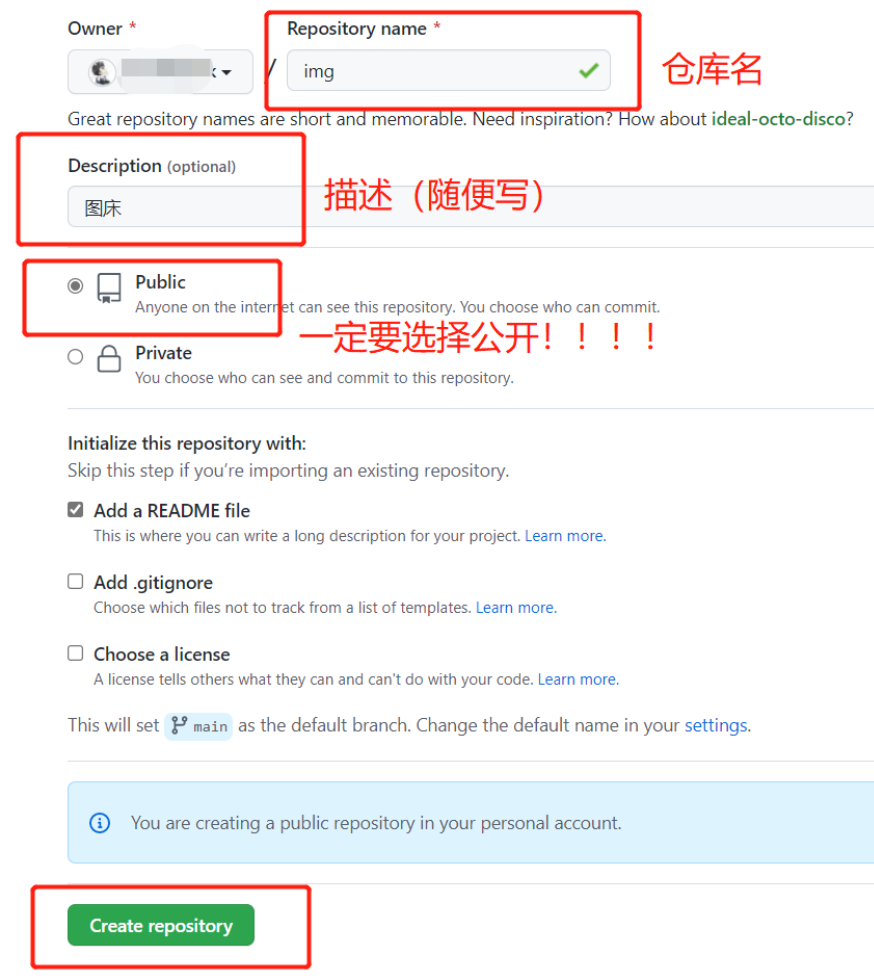 Owner *
Repository name *
/
img
仓库名
Great repository names are short and memorable. Need inspiration? How about ideal-octo-disco?
Description (optional)
图床
描述（随便写）
Public
Anyone on the internet can see this repository. You choose who can commit.
一定要选择公开！！！！
Private
You choose who can see and commit to this repository.
Initialize this repository with:
Skip this step if you’re importing an existing repository.
Add a README file
This is where you can write a long description for your project. Learn more.
Add .gitignore
Choose which files not to track from a list of templates. Learn more.
Choose a license
A license tells others what they can and can't do with your code. Learn more.
This will set main as the default branch. Change the default name in your settings.
You are creating a public repository in your personal account.
Create repository